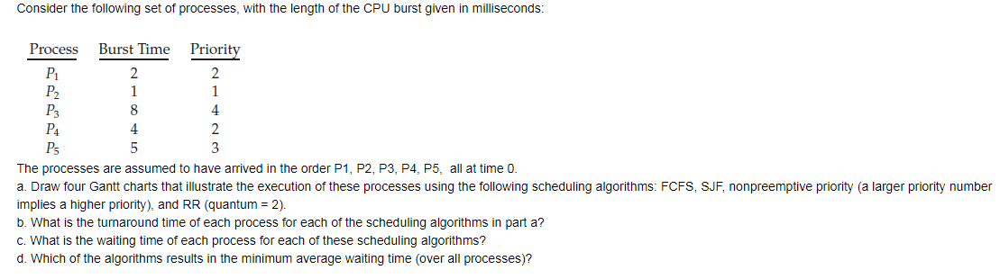 Consider the following set of processes, with the length of the CPU burst given in milliseconds:
Process Burst Time Priority
P1 2 2
P2 1 1
P3 8 4
P4 4 2
P5 5 3
The processes are assumed to have arrived in the order P1, P2, P3, P4, P5, all at time 0.
a. Draw four Gantt charts that illustrate the execution of these processes using the following scheduling algorithms: FCFS, SJF, nonpreemptive priority (a larger priority number
implies a higher priority), and RR (quantum = 2).
b. What is the turnaround time of each process for each of the scheduling algorithms in part a?
c. What is the waiting time of each process for each of these scheduling algorithms?
d. Which of the algorithms results in the minimum average waiting time (over all processes)?